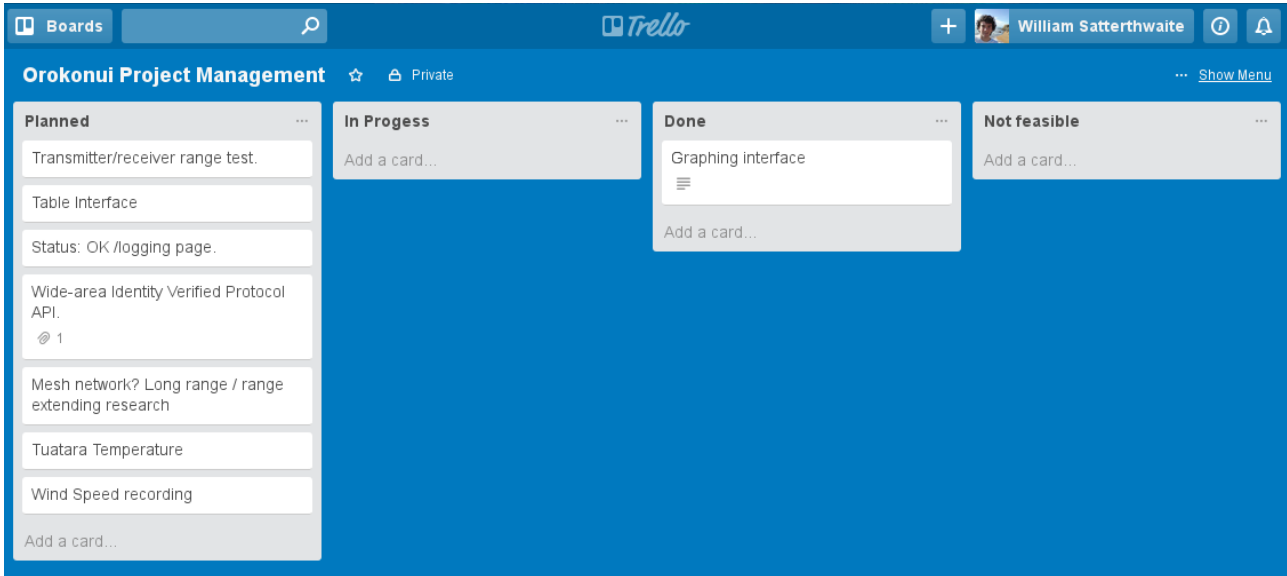 Boards
Trello
William Satterthwaite
Orokonui Project Management
Private
... Show Menu
Planned ...
Transmitter/receiver range test.
Table Interface
Status: OK /logging page.
Wide-area Identity Verified Protocol
API.
1
Mesh network? Long range / range
extending research
Tuatara Temperature
Wind Speed recording
Add a card...
In Progess ...
Add a card...
Done ...
Graphing interface
Add a card...
Not feasible ...
Add a card...